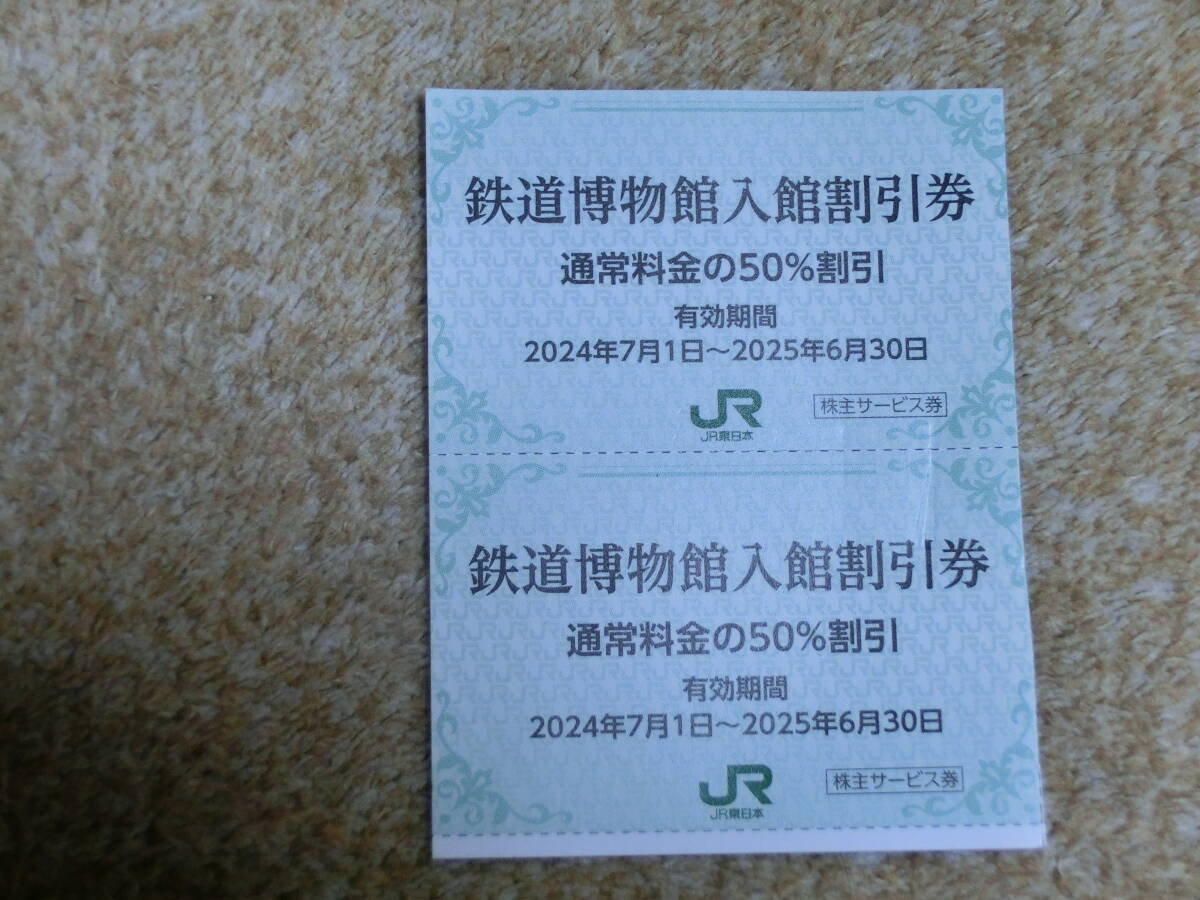 鉄道博物館入館割引券
通常料金の50%割引
有効期間
2024年7月1日～2025年6月30日
JR
JR東日本
株主サービス券
鉄道博物館入館割引券
通常料金の50%割引
有効期間
2024年7月1日～2025年6月30日
JR
JR東日本
株主サービス券